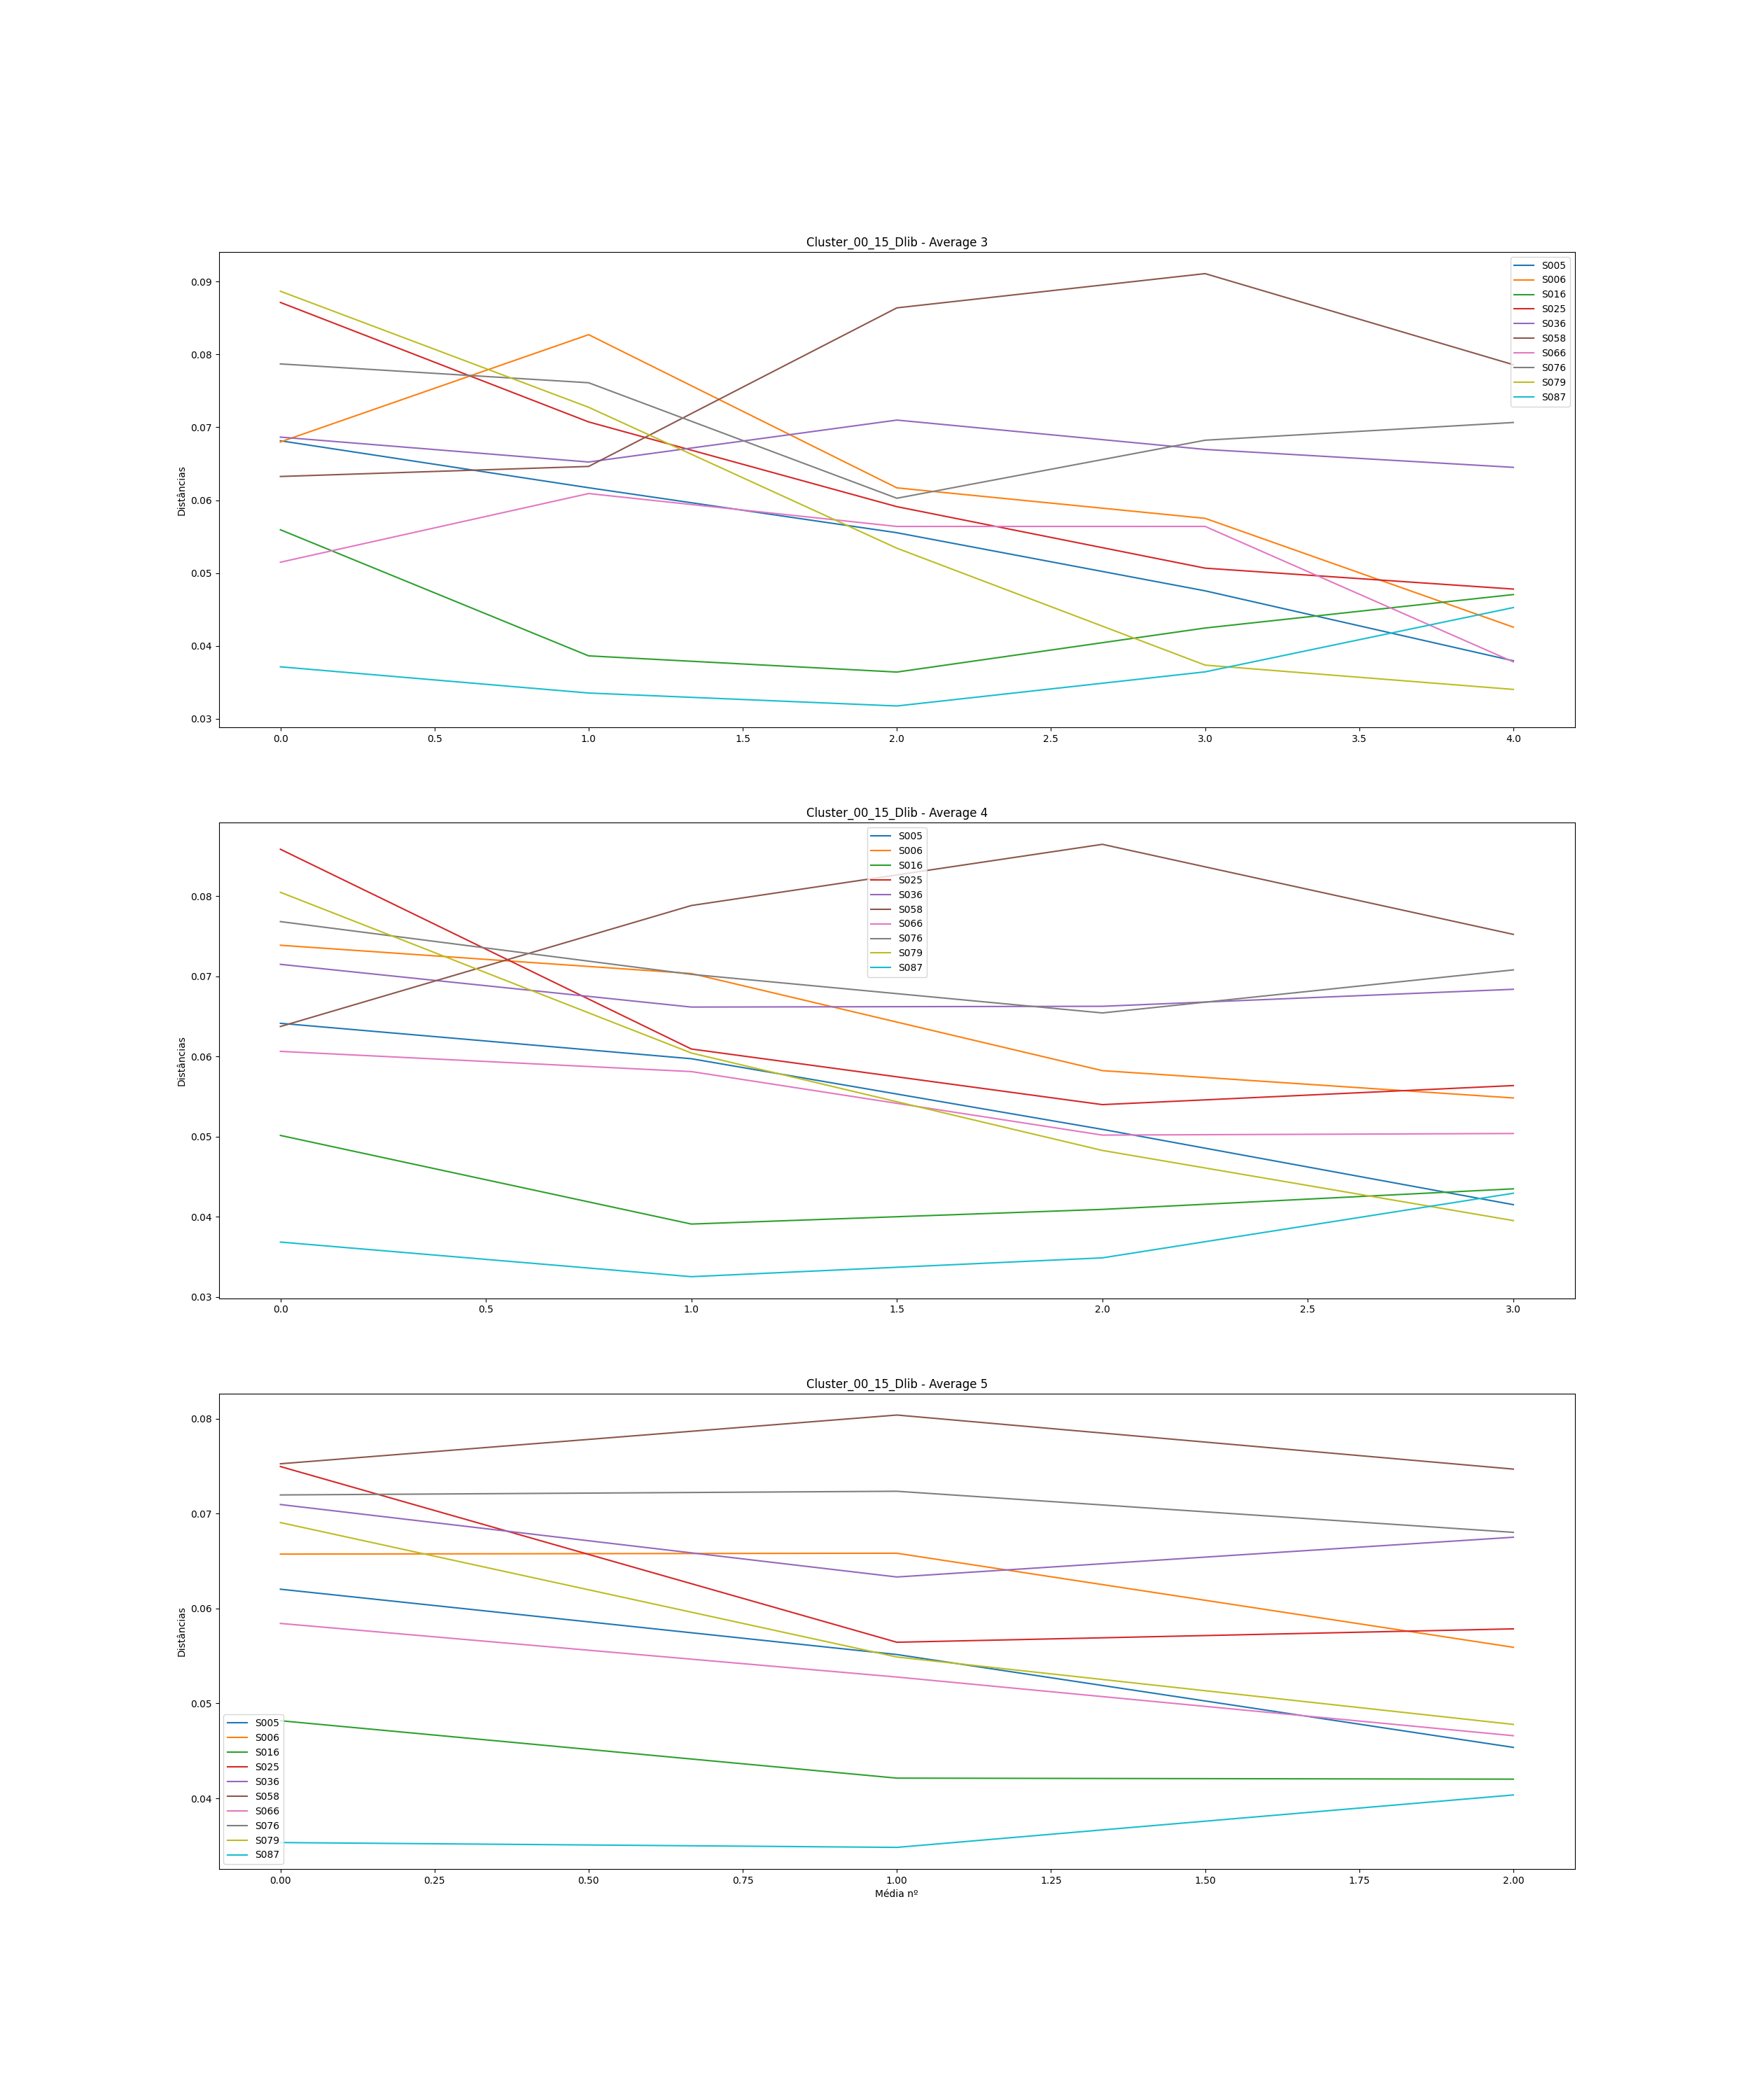 Cluster_00_15_Dlib - Average 3
Distâncias
0.09
0.08
0.07
0.06
0.05
0.04
0.03
S005
S006
S016
S025
S036
S058
S066
S076
S079
S087
0.0 0.5 1.0 1.5 2.0 2.5 3.0 3.5 4.0
Cluster_00_15_Dlib - Average 4
Distâncias
0.08
0.07
0.06
0.05
0.04
0.03
S005
S006
S016
S025
S036
S058
S066
S076
S079
S087
0.0 0.5 1.0 1.5 2.0 2.5 3.0
Cluster_00_15_Dlib - Average 5
Distâncias
0.08
0.07
0.06
0.05
0.04
S005
S006
S016
S025
S036
S058
S066
S076
S079
S087
0.00 0.25 0.50 0.75 1.00 1.25 1.50 1.75 2.00
Média nº